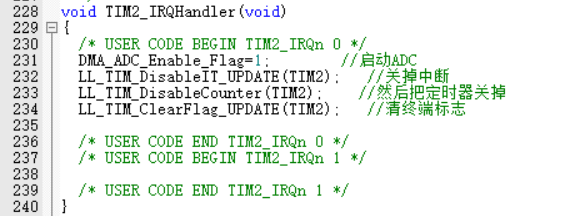 228 void TIM2_IRQHandler(void)
229 {
230 /* USER CODE BEGIN TIM2_IRQn 0 */
231 DMA_ADC_Enable_Flag=1; //启动ADC
232 LL_TIM_DisableIT_UPDATE(TIM2); //关掉中断
233 LL_TIM_DisableCounter(TIM2); //然后把定时器关掉
234 LL_TIM_ClearFlag_UPDATE(TIM2); //清终端标志
235
236 /* USER CODE END TIM2_IRQn 0 */
237 /* USER CODE BEGIN TIM2_IRQn 1 */
238
239 /* USER CODE END TIM2_IRQn 1 */
240 }